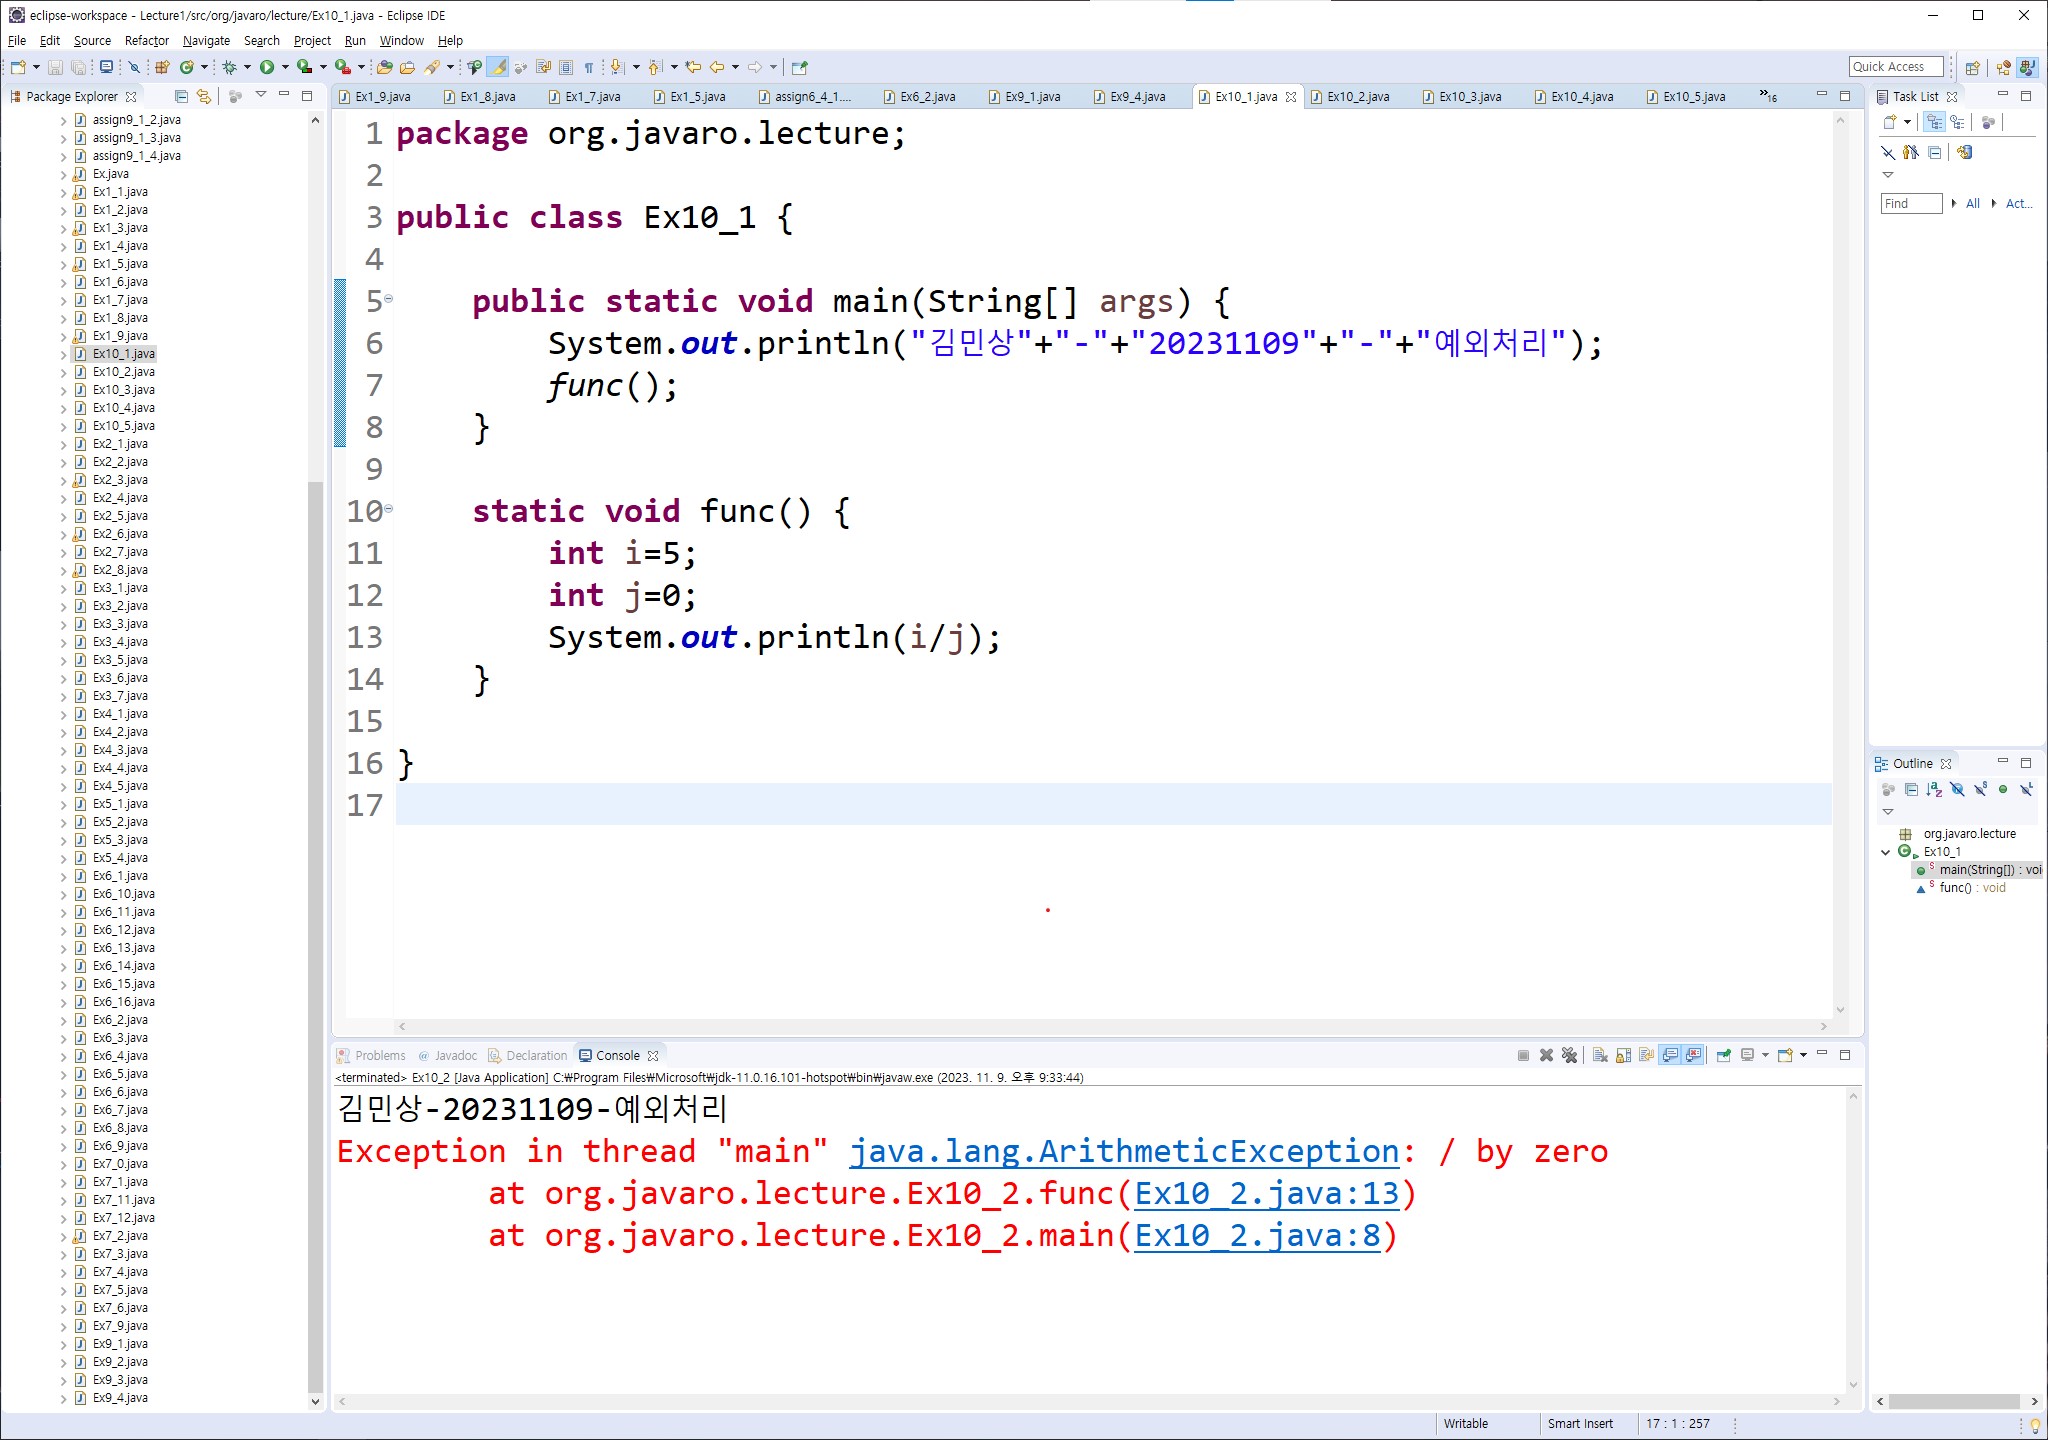 eclipse-workspace - Lecture1/src/org/javaro/lecture/Ex10_1.java - Eclipse IDE
File Edit Source Refactor Navigate Search Project Run Window Help
Quick Access
Package Explorer
assign9_1_2.java
assign9_1_3.java
assign9_1_4.java
Ex.java
Ex1_1.java
Ex1_2.java
Ex1_3.java
Ex1_4.java
Ex1_5.java
Ex1_6.java
Ex1_7.java
Ex1_8.java
Ex1_9.java
Ex10_1.java
Ex10_2.java
Ex10_3.java
Ex10_4.java
Ex10_5.java
Ex2_1.java
Ex2_2.java
Ex2_3.java
Ex2_4.java
Ex2_5.java
Ex2_6.java
Ex2_7.java
Ex2_8.java
Ex3_1.java
Ex3_2.java
Ex3_3.java
Ex3_4.java
Ex3_5.java
Ex3_6.java
Ex3_7.java
Ex4_1.java
Ex4_2.java
Ex4_3.java
Ex4_4.java
Ex4_5.java
Ex5_1.java
Ex5_2.java
Ex5_3.java
Ex5_4.java
Ex6_1.java
Ex6_10.java
Ex6_11.java
Ex6_12.java
Ex6_13.java
Ex6_14.java
Ex6_15.java
Ex6_16.java
Ex6_2.java
Ex6_3.java
Ex6_4.java
Ex6_5.java
Ex6_6.java
Ex6_7.java
Ex6_8.java
Ex6_9.java
Ex7_0.java
Ex7_1.java
Ex7_11.java
Ex7_12.java
Ex7_2.java
Ex7_3.java
Ex7_4.java
Ex7_5.java
Ex7_6.java
Ex7_9.java
Ex9_1.java
Ex9_2.java
Ex9_3.java
Ex9_4.java
Ex1_9.java Ex1_8.java Ex1_7.java Ex1_5.java assign6_4_1.... Ex6_2.java Ex9_1.java Ex9_4.java Ex10_1.java Ex10_2.java Ex10_3.java Ex10_4.java Ex10_5.java »16
1 package org.javaro.lecture;
2
3 public class Ex10_1 {
4
5 public static void main(String[] args) {
6 System.out.println("김민상"+"-"+"20231109"+"-"+"예외처리");
7 func();
8 }
9
10 static void func() {
11 int i=5;
12 int j=0;
13 System.out.println(i/j);
14 }
15
16 }
17
Problems @ Javadoc Declaration Console
<terminated> Ex10_2 [Java Application] C:₩Program Files₩Microsoft₩jdk-11.0.16.101-hotspot₩bin₩javaw.exe (2023. 11. 9. 오후 9:33:44)
김민상-20231109-예외처리
Exception in thread "main" java.lang.ArithmeticException: / by zero
at org.javaro.lecture.Ex10_2.func(Ex10_2.java:13)
at org.javaro.lecture.Ex10_2.main(Ex10_2.java:8)
Task List
Find All Act...
Outline
org.javaro.lecture
Ex10_1
main(String[]) : voi
func() : void
Writable Smart Insert 17 : 1 : 257